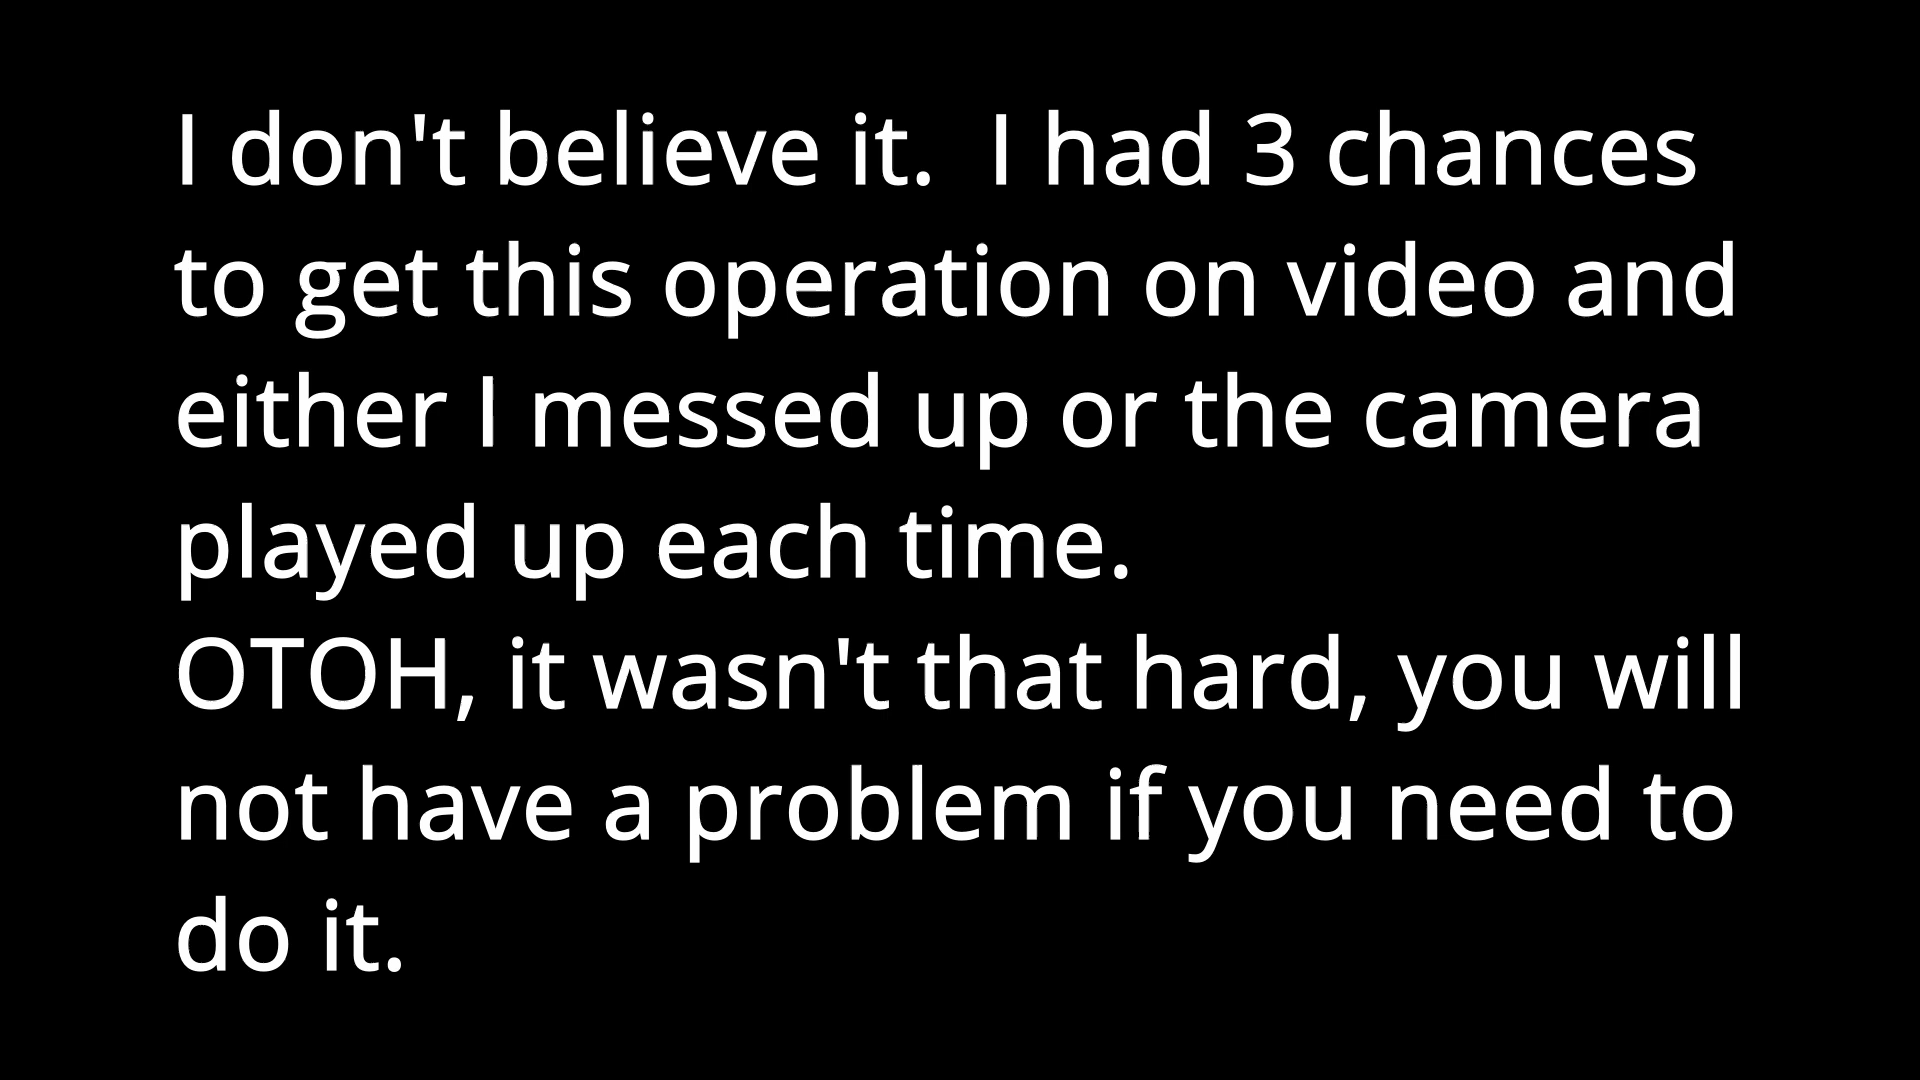 I don't believe it.  I had 3 chances
to get this operation on video and
either I messed up or the camera
played up each time.
OTOH, it wasn't that hard, you will
not have a problem if you need to
do it.